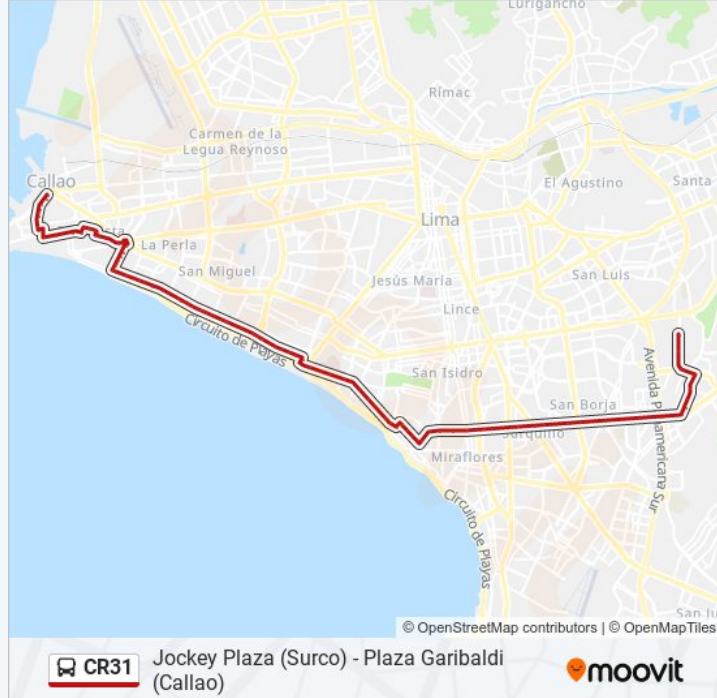 Lurigancho
Rímac
Carmen de la
Legua Reynoso
Callao
El Agustino
Santa
Lima
La Perla
San Miguel
San Luis
Jesús María
Lince
Circuito de Playas
San Isidro
Avenida Panamericana Sur
San Borja
Surquillo
Miraflores
Circuito de Playas
San Ju
© OpenStreetMap contributors | © OpenMapTiles
CR31
Jockey Plaza (Surco) - Plaza Garibaldi
(Callao)
moovit